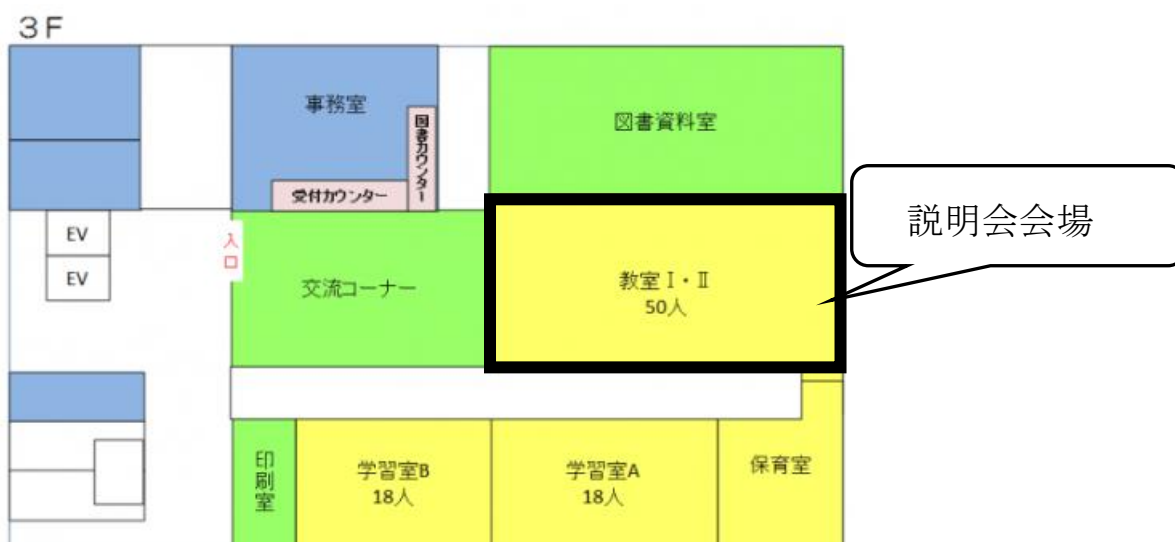 ３Ｆ
事務室
図書カウンター
図書資料室
受付カウンター
説明会会場
EV
EV
入口
交流コーナー
教室Ⅰ・Ⅱ
50人
印刷室
学習室B
18人
学習室A
18人
保育室